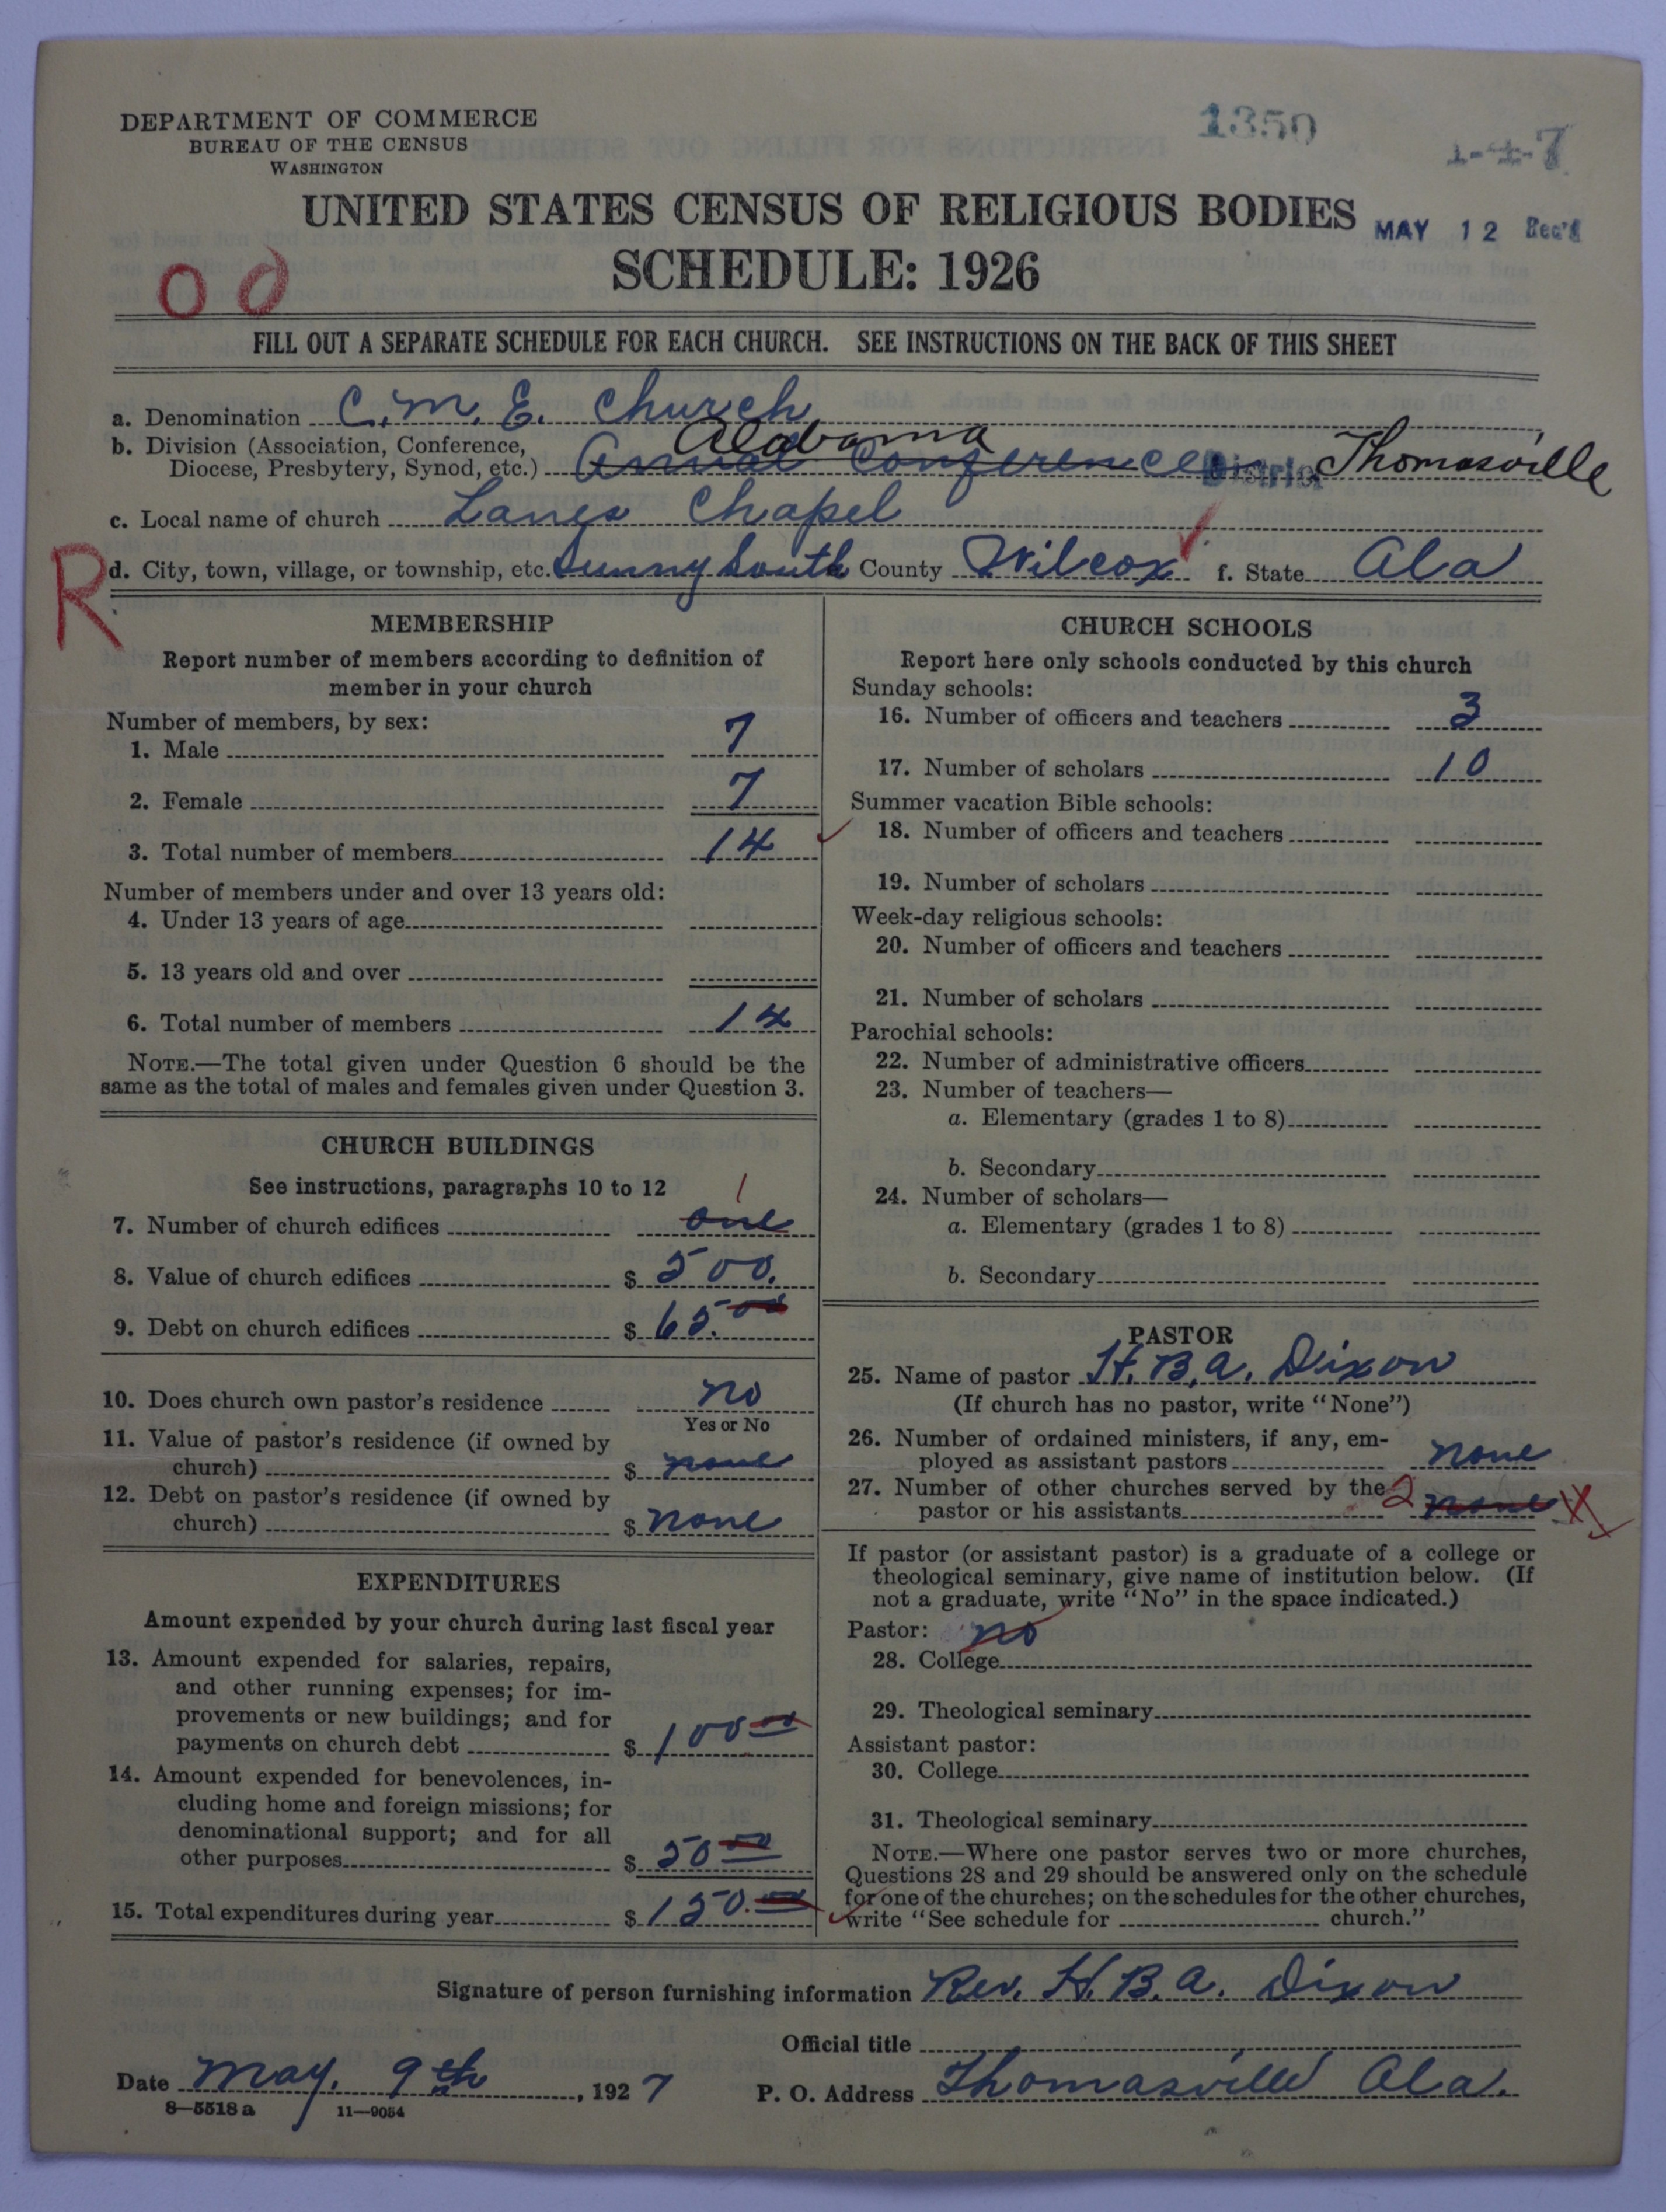 DEPARTMENT OF COMMERCE
BUREAU OF THE CENSUS
WASHINGTON
1350
1-4-7
UNITED STATES CENSUS OF RELIGIOUS BODIES
MAY 12 Rec'd
SCHEDULE: 1926
FILL OUT A SEPARATE SCHEDULE FOR EACH CHURCH. SEE INSTRUCTIONS ON THE BACK OF THIS SHEET
a. Denomination C. M. E. Church
b. Division (Association, Conference, Alabama
Diocese, Presbytery, Synod, etc.) Annual Conference District Thomasville
c. Local name of church Lanes Chapel
R
d. City, town, village, or township, etc. Sunny South County Wilcox f. State Ala
MEMBERSHIP
Report number of members according to definition of
member in your church
Number of members, by sex:
1. Male 7
2. Female 7
3. Total number of members 14
Number of members under and over 13 years old:
4. Under 13 years of age
5. 13 years old and over
6. Total number of members 14
NOTE.—The total given under Question 6 should be the
same as the total of males and females given under Question 3.
CHURCH BUILDINGS
See instructions, paragraphs 10 to 12
1
7. Number of church edifices one
8. Value of church edifices $ 500.
9. Debt on church edifices $ 65.00
10. Does church own pastor's residence no
Yes or No
11. Value of pastor's residence (if owned by
church) $ none
12. Debt on pastor's residence (if owned by
church) $ none
EXPENDITURES
Amount expended by your church during last fiscal year
13. Amount expended for salaries, repairs,
and other running expenses; for im-
provements or new buildings; and for
payments on church debt $ 100 00
14. Amount expended for benevolences, in-
cluding home and foreign missions; for
denominational support; and for all
other purposes $ 50 00
15. Total expenditures during year $ 150.00
CHURCH SCHOOLS
Report here only schools conducted by this church
Sunday schools:
16. Number of officers and teachers 3
17. Number of scholars 10
Summer vacation Bible schools:
18. Number of officers and teachers
19. Number of scholars
Week-day religious schools:
20. Number of officers and teachers
21. Number of scholars
Parochial schools:
22. Number of administrative officers
23. Number of teachers—
a. Elementary (grades 1 to 8)
b. Secondary
24. Number of scholars—
a. Elementary (grades 1 to 8)
b. Secondary
PASTOR
25. Name of pastor H. B. A. Dixon
(If church has no pastor, write "None")
26. Number of ordained ministers, if any, em-
ployed as assistant pastors none
27. Number of other churches served by the 2
pastor or his assistants none X
If pastor (or assistant pastor) is a graduate of a college or
theological seminary, give name of institution below. (If
not a graduate, write "No" in the space indicated.)
Pastor: no
28. College
29. Theological seminary
Assistant pastor:
30. College
31. Theological seminary
NOTE.—Where one pastor serves two or more churches,
Questions 28 and 29 should be answered only on the schedule
for one of the churches; on the schedules for the other churches,
write "See schedule for church."
Signature of person furnishing information Rev. H. B. A. Dixon
Official title
Date May. 9th, 1927
P. O. Address Thomasville Ala.
8—5518 a 11—9054